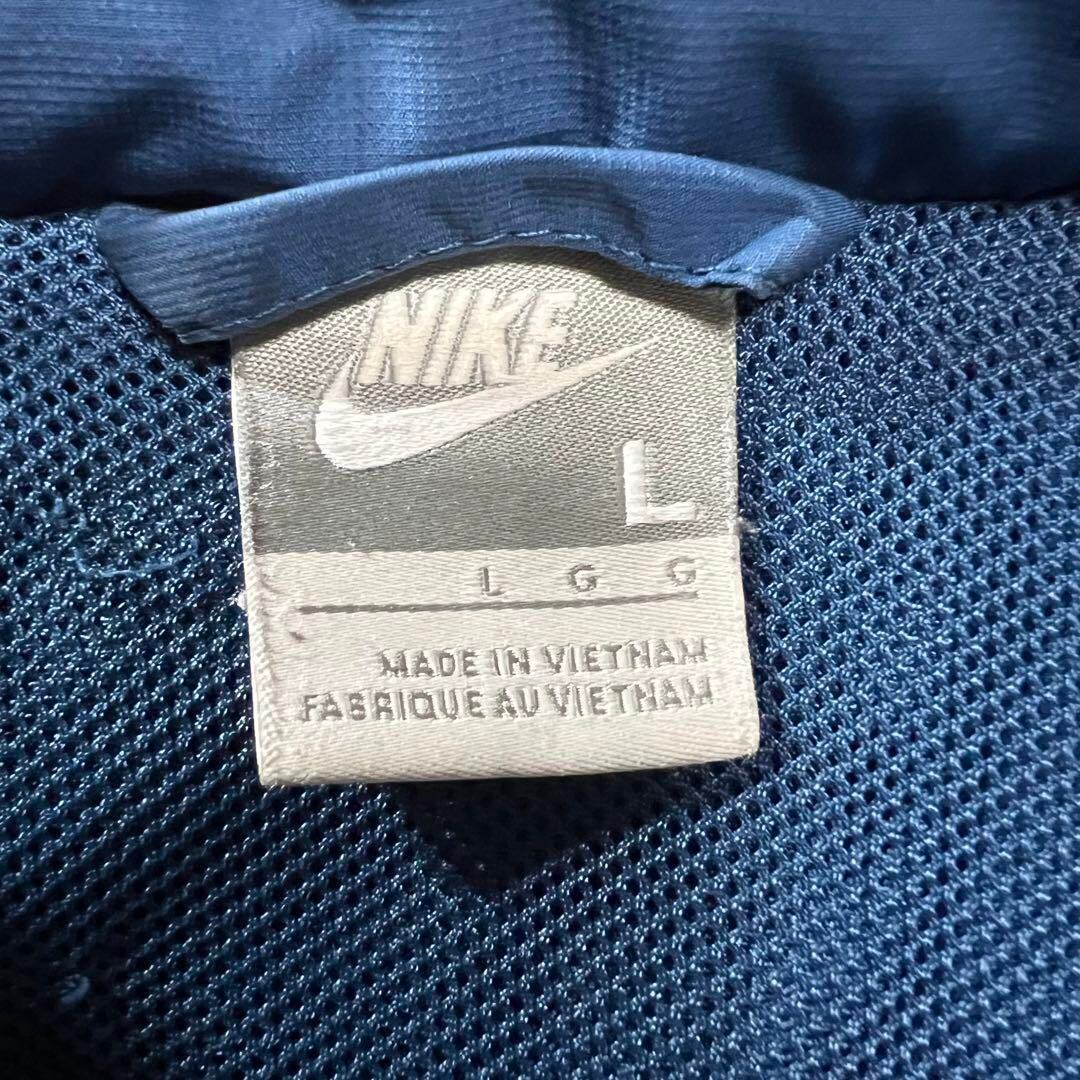 NIKE
L
L G G
MADE IN VIETNAM
FABRIQUE AU VIETNAM